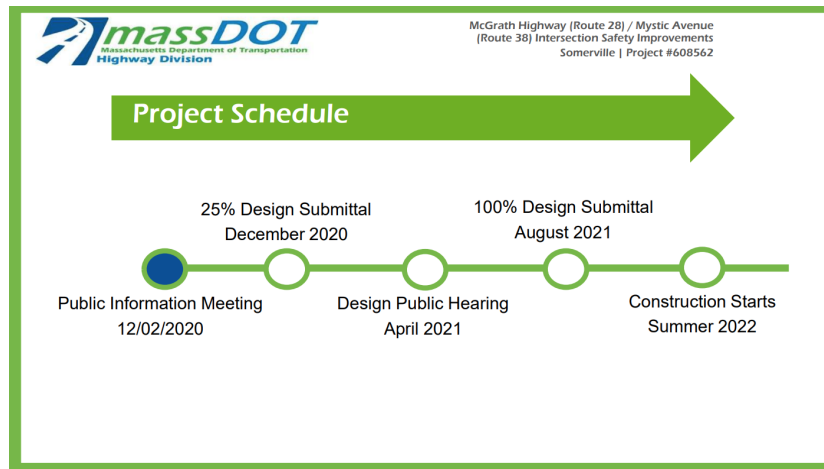 massDOT
Massachusetts Department of Transportation
Highway Division
McGrath Highway (Route 28) / Mystic Avenue
(Route 38) Intersection Safety Improvements
Somerville | Project #608562
Project Schedule
25% Design Submittal
December 2020
100% Design Submittal
August 2021
Public Information Meeting
12/02/2020
Design Public Hearing
April 2021
Construction Starts
Summer 2022